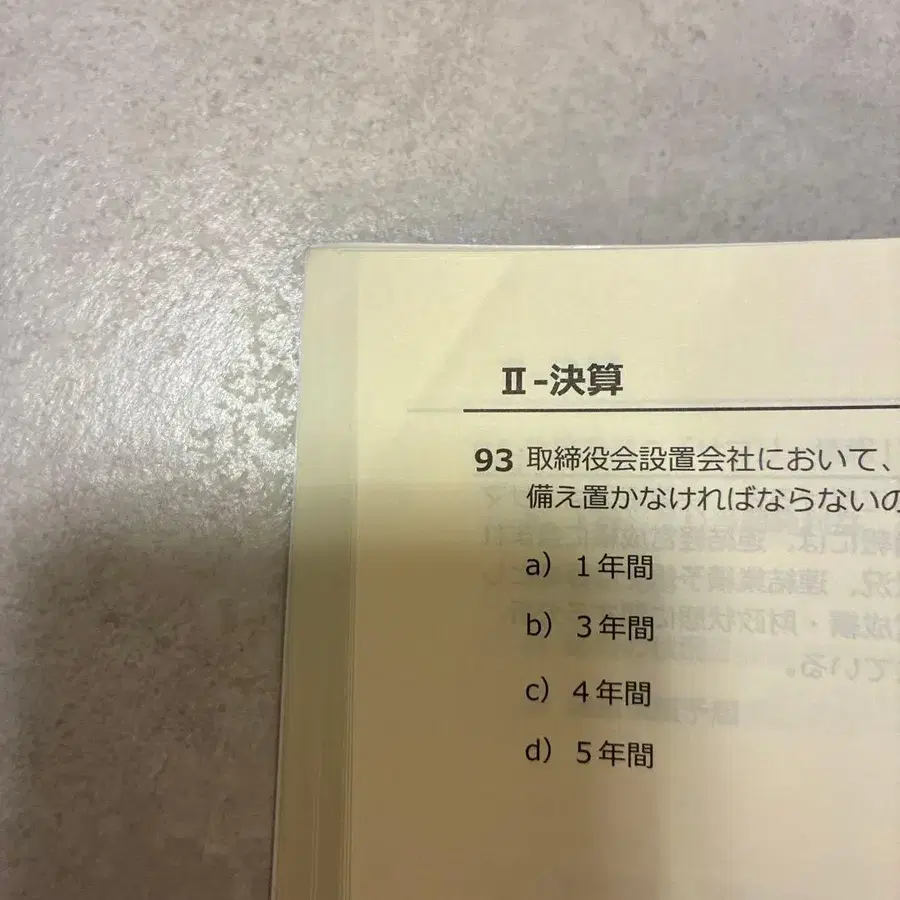 Ⅱ-決算
93 取締役会設置会社において、
備え置かなければならないの
a) １年間
b) ３年間
c) ４年間
d) ５年間